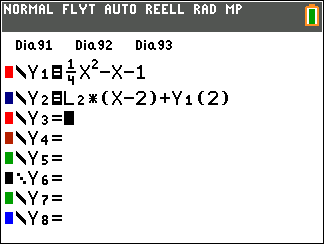 NORMAL FLYT AUTO REELL RAD MP
Dia91 Dia92 Dia93
\Y₁=¼X²-X-1
\Y₂=L₂*(X-2)+Y₁(2)
\Y₃=
\Y₄=
\Y₅=
Y₆=
\Y₇=
\Y₈=